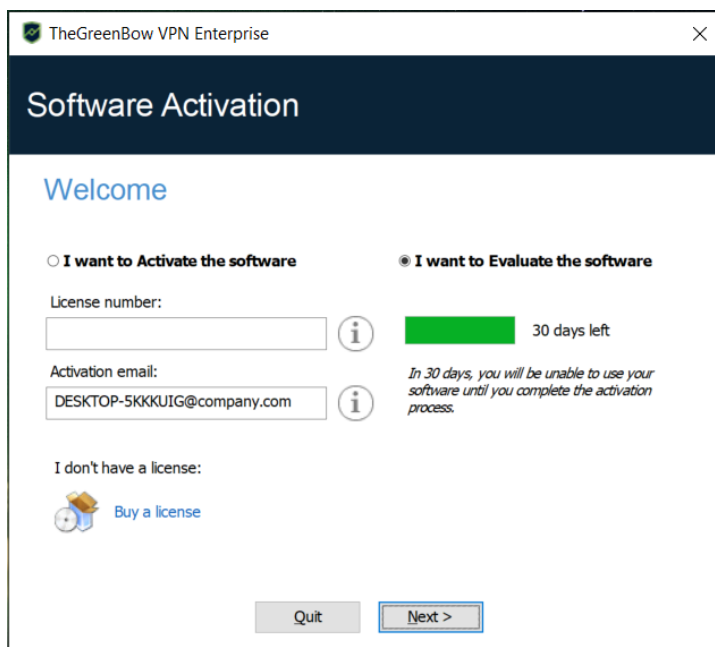 TheGreenBow VPN Enterprise
Software Activation
Welcome
I want to Activate the software
License number:
Activation email:
DESKTOP-5KKKUIG@company.com
I don't have a license:
Buy a license
I want to Evaluate the software
30 days left
In 30 days, you will be unable to use your
software until you complete the activation
process.
Quit
Next >